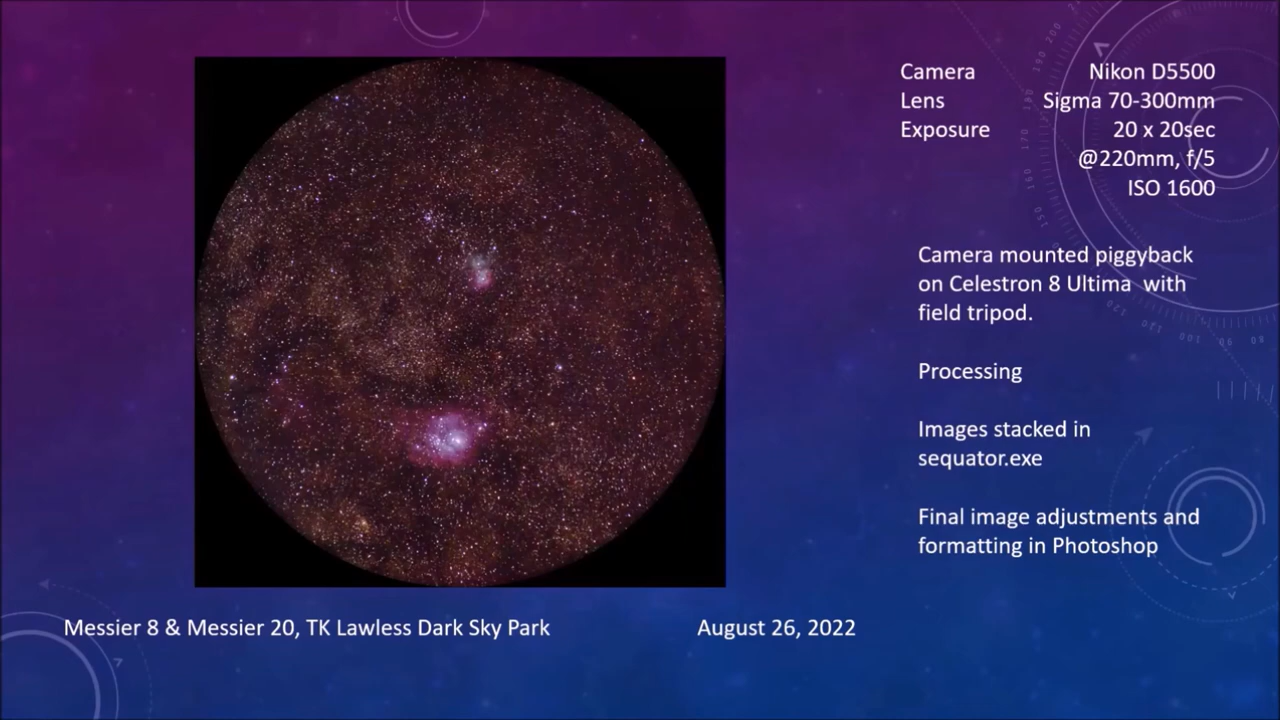 Camera Nikon D5500
Lens Sigma 70-300mm
Exposure 20 x 20sec
@220mm, f/5
ISO 1600
Camera mounted piggyback
on Celestron 8 Ultima with
field tripod.
Processing
Images stacked in
sequator.exe
Final image adjustments and
formatting in Photoshop
Messier 8 & Messier 20, TK Lawless Dark Sky Park August 26, 2022